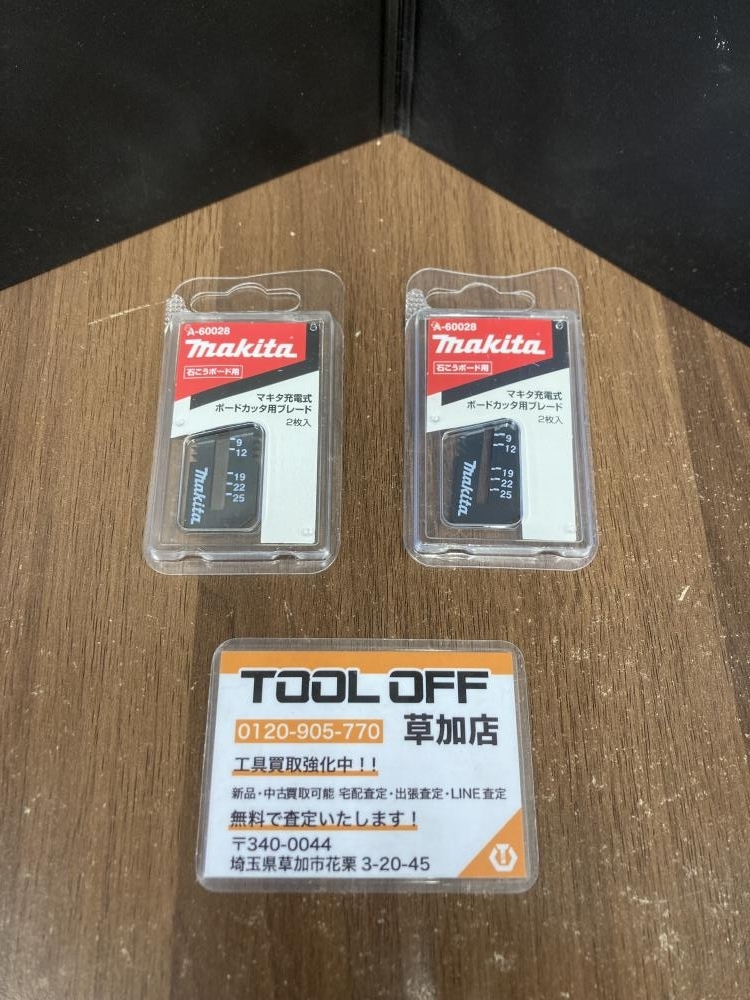 A-60028
makita
石こうボード用
マキタ充電式
ボードカッタ用ブレード
2枚入
9
12
19
22
25
makita
A-60028
makita
石こうボード用
マキタ充電式
ボードカッタ用ブレード
2枚入
9
12
19
22
25
makita
TOOL OFF
0120-905-770 草加店
工具買取強化中！！
新品・中古買取可能 宅配査定・出張査定・LINE査定
無料で査定いたします！
〒340-0044
埼玉県草加市花栗 3-20-45